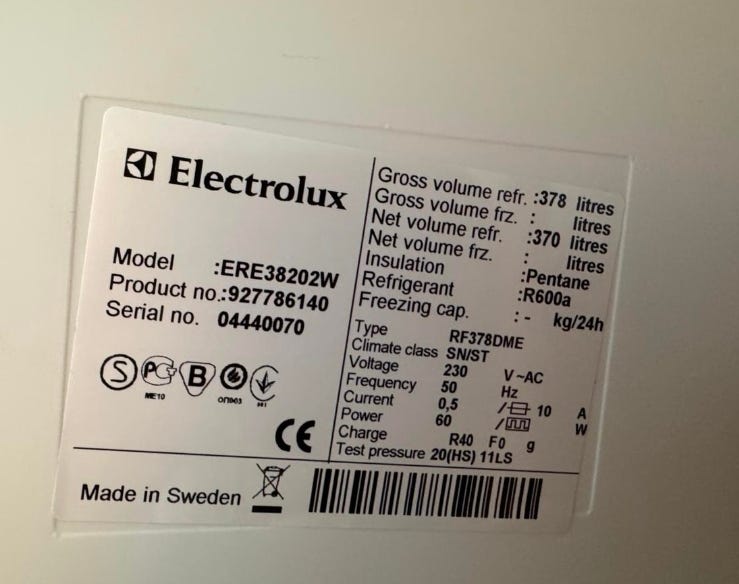 Electrolux
Model :ERE38202W
Product no.:927786140
Serial no. 04440070
S
PC
B
ME10
ОП003
CE
Made in Sweden
Gross volume refr. :378 litres
Gross volume frz. : litres
Net volume refr. :370 litres
Net volume frz. : litres
Insulation :Pentane
Refrigerant :R600a
Freezing cap. : - kg/24h
Type RF378DME
Climate class SN/ST
Voltage 230 V ~AC
Frequency 50 Hz
Current 0,5 / 10 A
Power 60 / W
Charge R40 F0 g
Test pressure 20(HS) 11LS